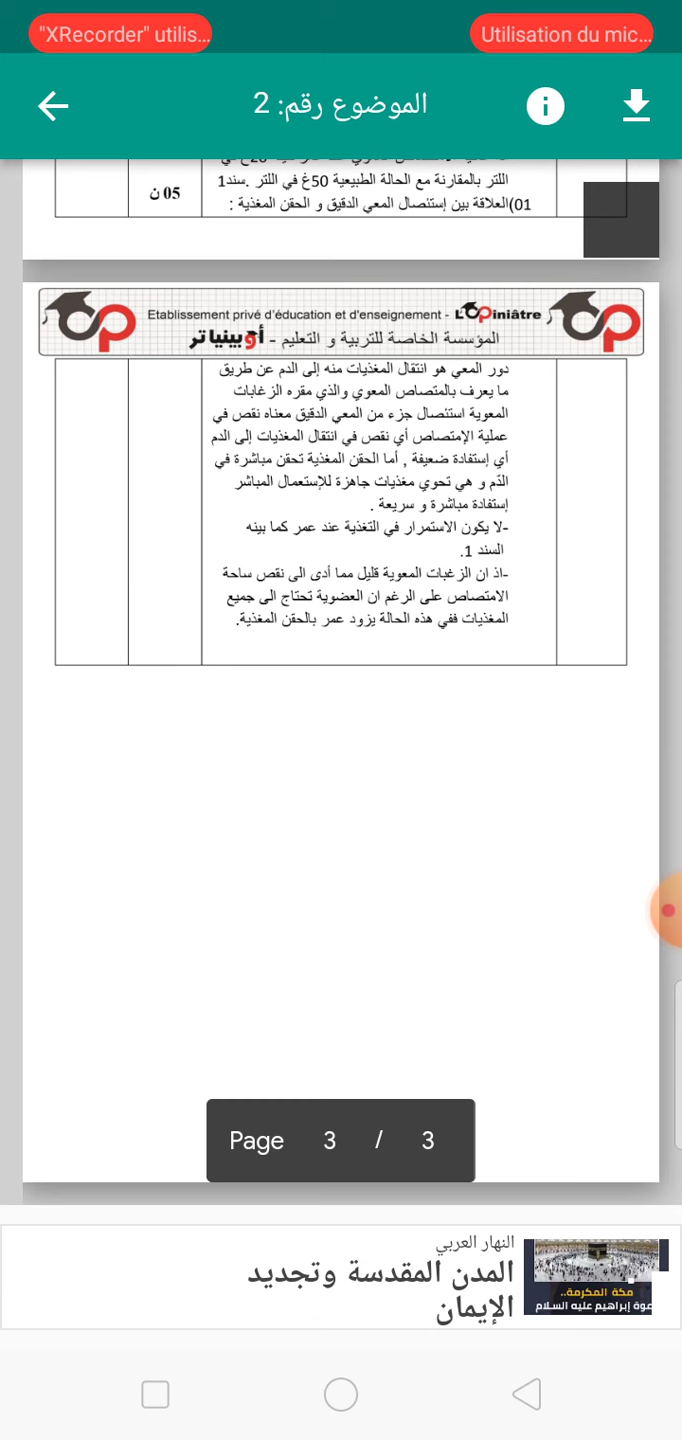 "XRecorder" utilis...
Utilisation du mic...
الموضوع رقم: 2
اللتر بالمقارنة مع الحالة الطبيعية 50غ في اللتر .سند1
01)العلاقة بين إستنصال المعي الدقيق و الحقن المغذية :
05 ن
Etablissement privé d'éducation et d'enseignement - L'OPiniâtre
المؤسسة الخاصة للتربية و التعليم - أوبينياتر
دور المعي هو انتقال المغذيات منه إلى الدم عن طريق
ما يعرف بالمتصاص المعوي والذي مقره الزغابات
المعوية استنصال جزء من المعي الدقيق معناه نقص في
عملية الإمتصاص أي نقص في انتقال المغذيات إلى الدم
أي إستفادة ضعيفة , أما الحقن المغذية تحقن مباشرة في
الدّم و هي تحوي مغذيات جاهزة للإستعمال المباشر
إستفادة مباشرة و سريعة .
-لا يكون الاستمرار في التغذية عند عمر كما بينه
السند 1.
-اذ ان الزغبات المعوية قليل مما أدى الى نقص ساحة
الامتصاص على الرغم ان العضوية تحتاج الى جميع
المغذيات ففي هذه الحالة يزود عمر بالحقن المغذية.
Page 3 / 3
النهار العربي
المدن المقدسة وتجديد
الإيمان
مكة المكرمة..
عوة إبراهيم عليه السلام